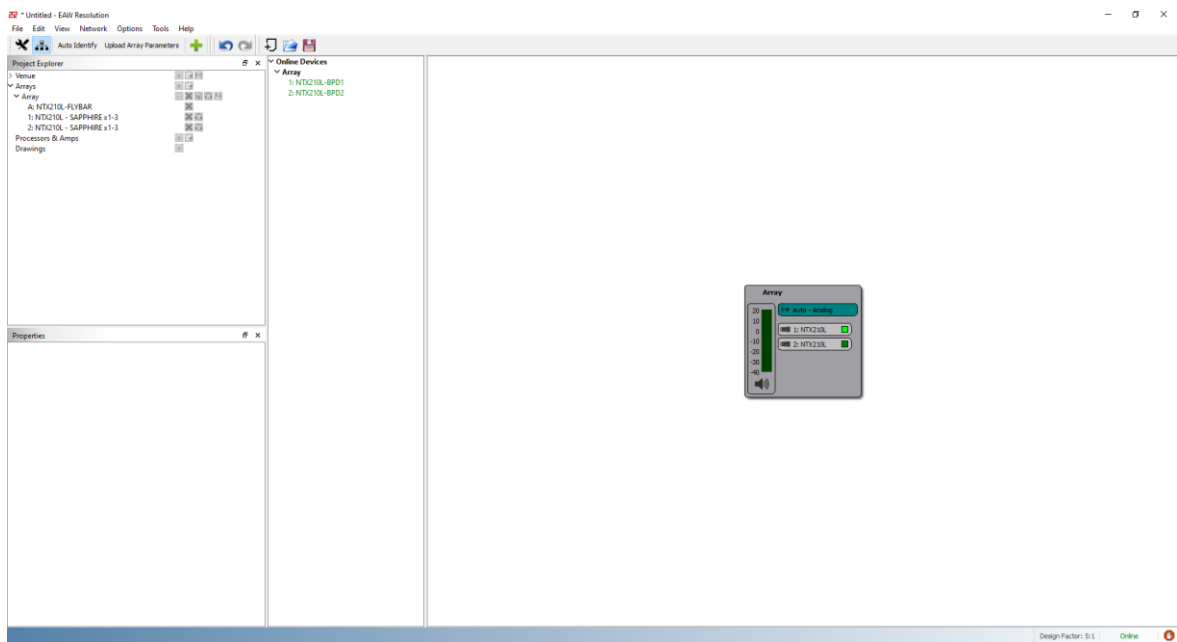 * Untitled - EAW Resolution
File Edit View Network Options Tools Help
Auto Identify Upload Array Parameters
Project Explorer
Venue
Arrays
Array
A: NTX210L-FLYBAR
1: NTX210L - SAPPHIRE x1-3
2: NTX210L - SAPPHIRE x1-3
Processors & Amps
Drawings
Properties
Online Devices
Array
1: NTX210L-BPD1
2: NTX210L-BPD2
Array
auto - Analog
1: NTX210L
2: NTX210L
20
10
0
-10
-20
-30
-40
Design Factor: 5:1 Online